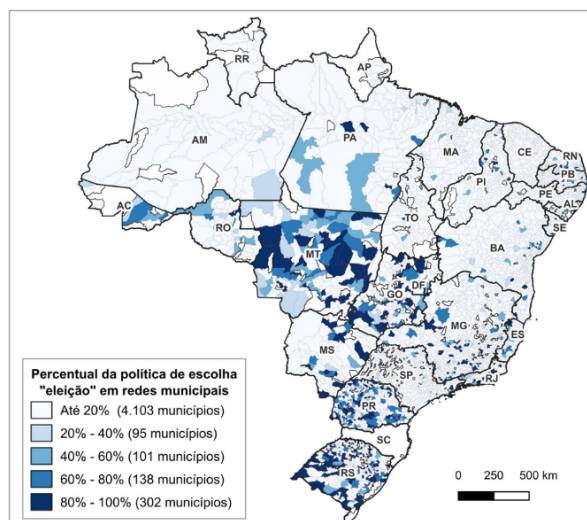 RR
AP
AM
PA
MA
CE
RN
PB
PE
AL
SE
PI
AC
RO
TO
BA
MT
DF
GO
MG
ES
MS
SP
RJ
PR
SC
RS
Percentual da política de escolha
"eleição" em redes municipais
Até 20% (4.103 municípios)
20% - 40% (95 municípios)
40% - 60% (101 municípios)
60% - 80% (138 municípios)
80% - 100% (302 municípios)
0 250 500 km